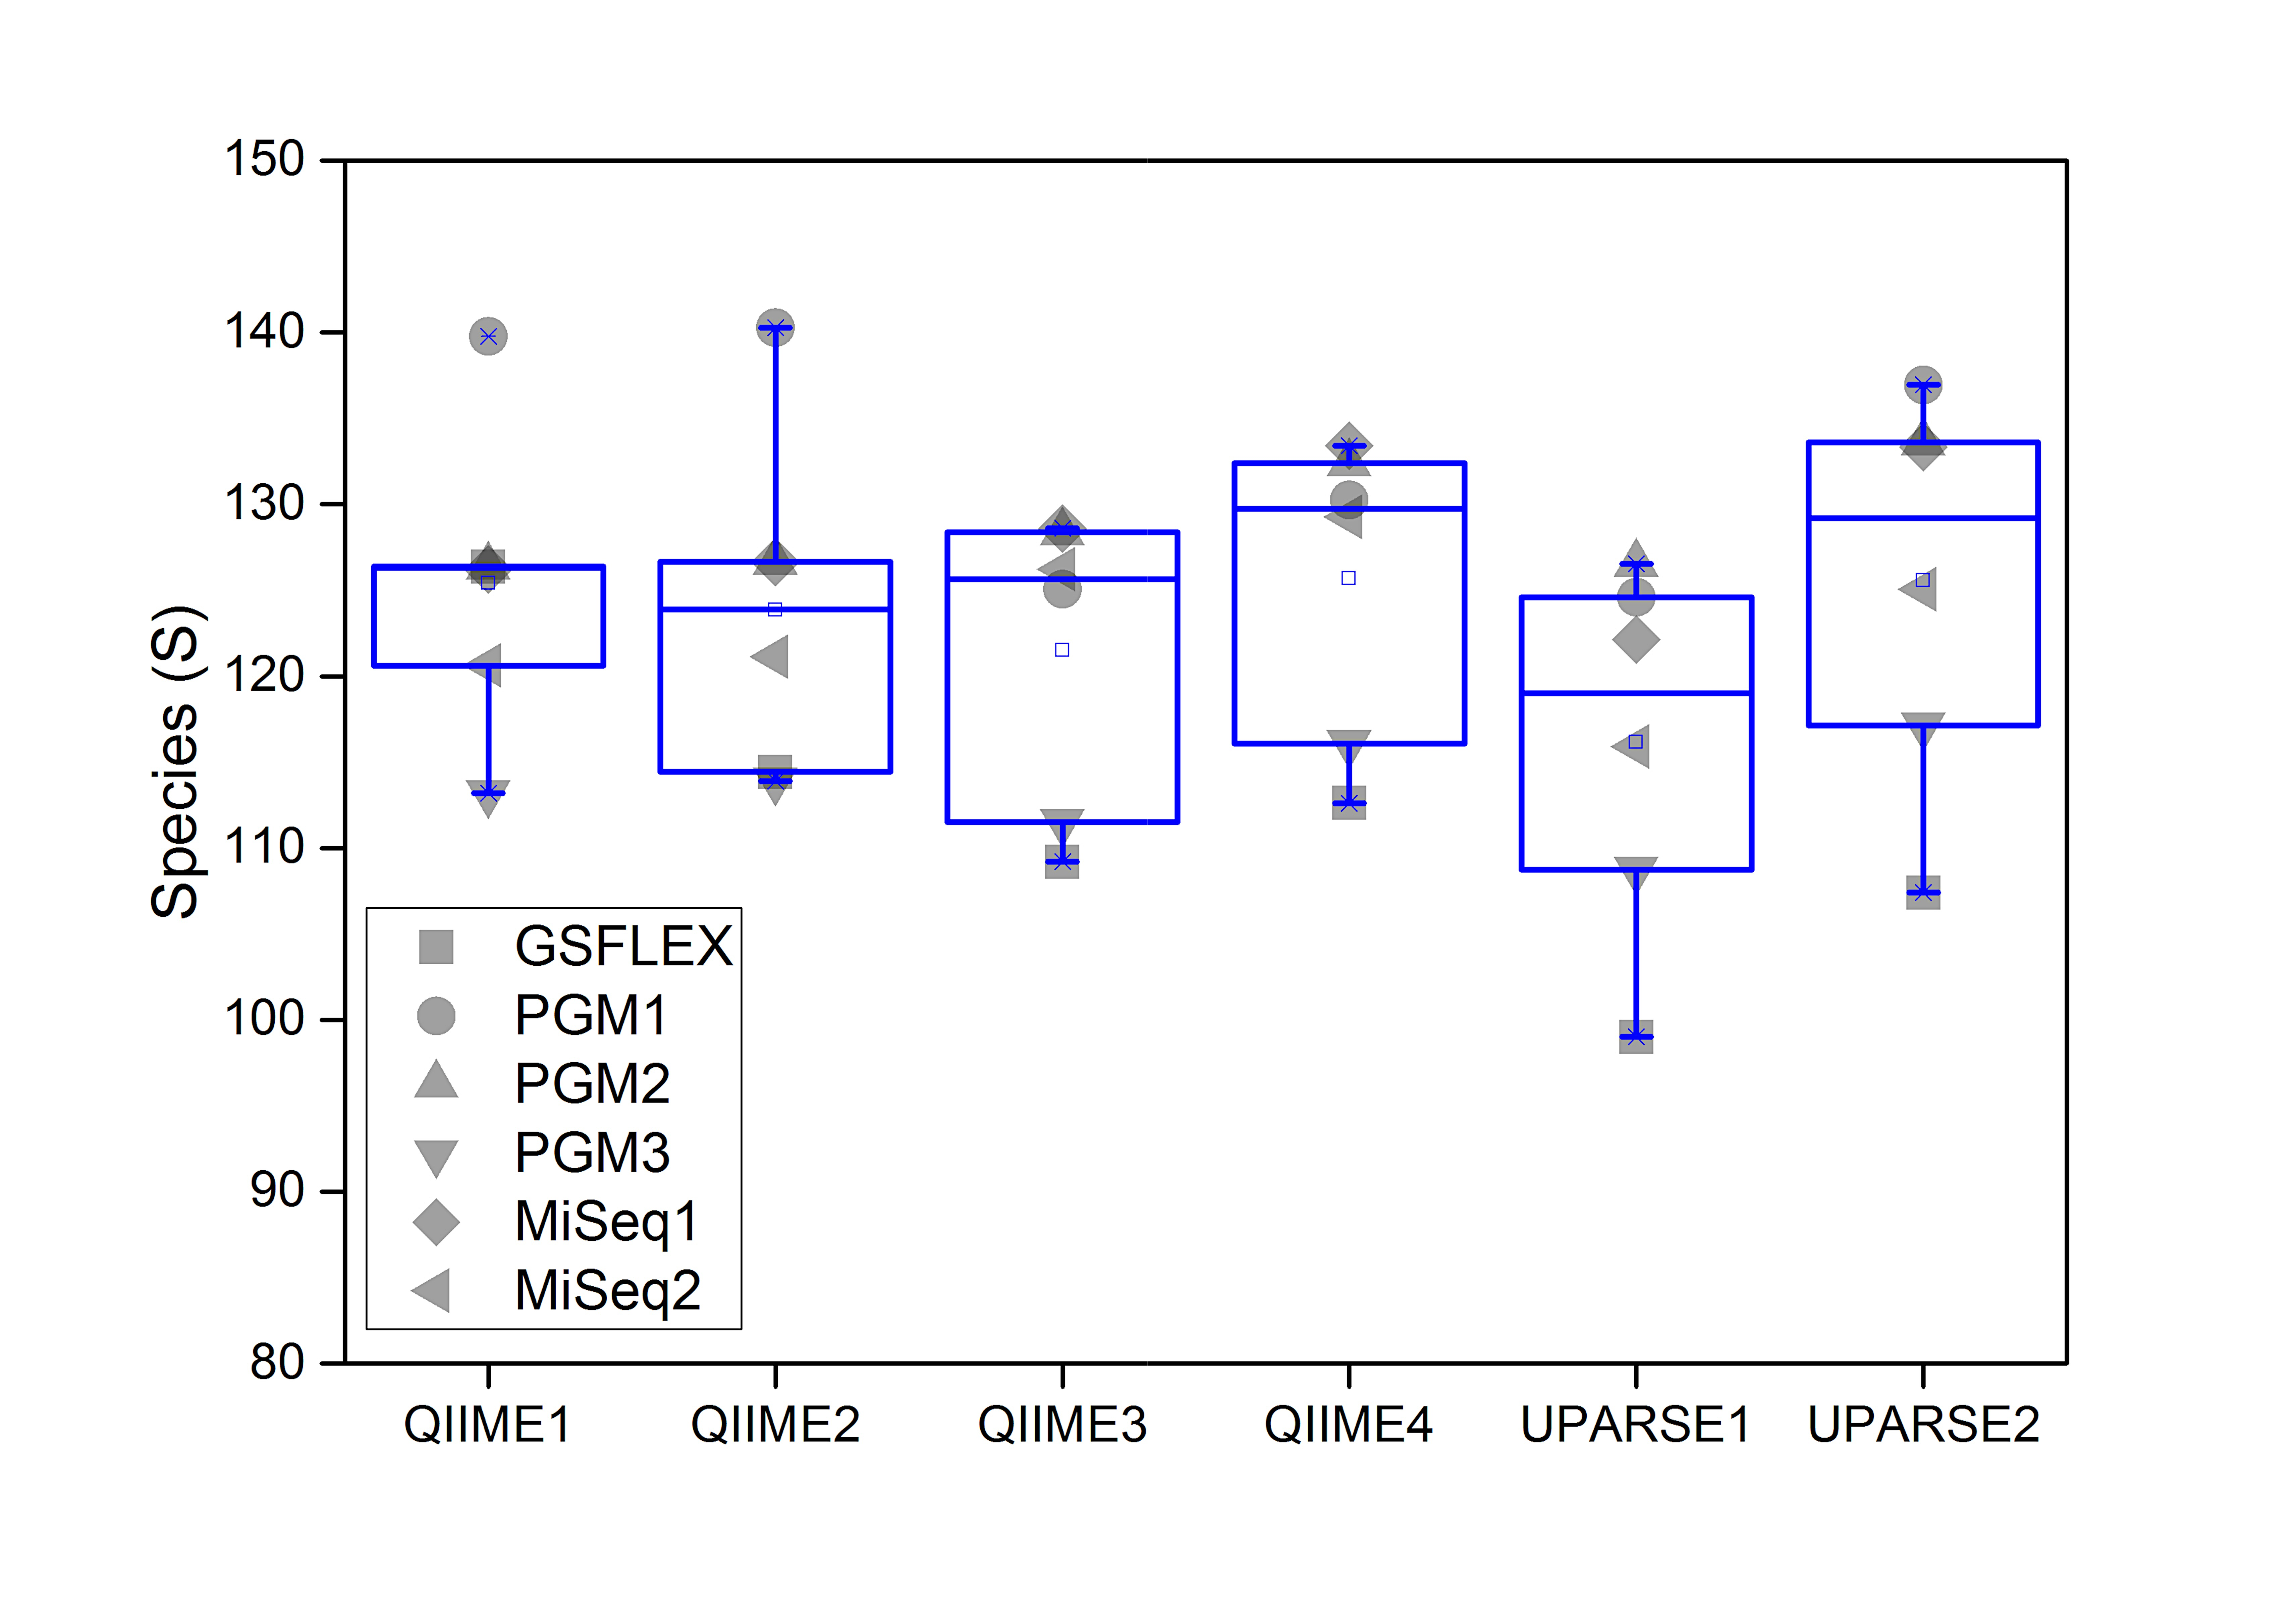 150
140
130
120
110
100
90
80
Species (S)
GSFLEX
PGM1
PGM2
PGM3
MiSeq1
MiSeq2
QIIME1 QIIME2 QIIME3 QIIME4 UPARSE1 UPARSE2